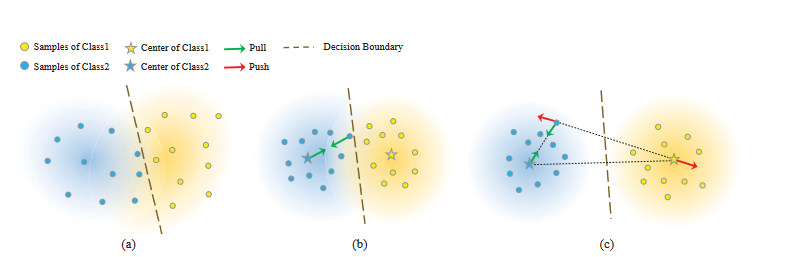 Samples of Class1 Center of Class1 Pull Decision Boundary
Samples of Class2 Center of Class2 Push
(a) (b) (c)